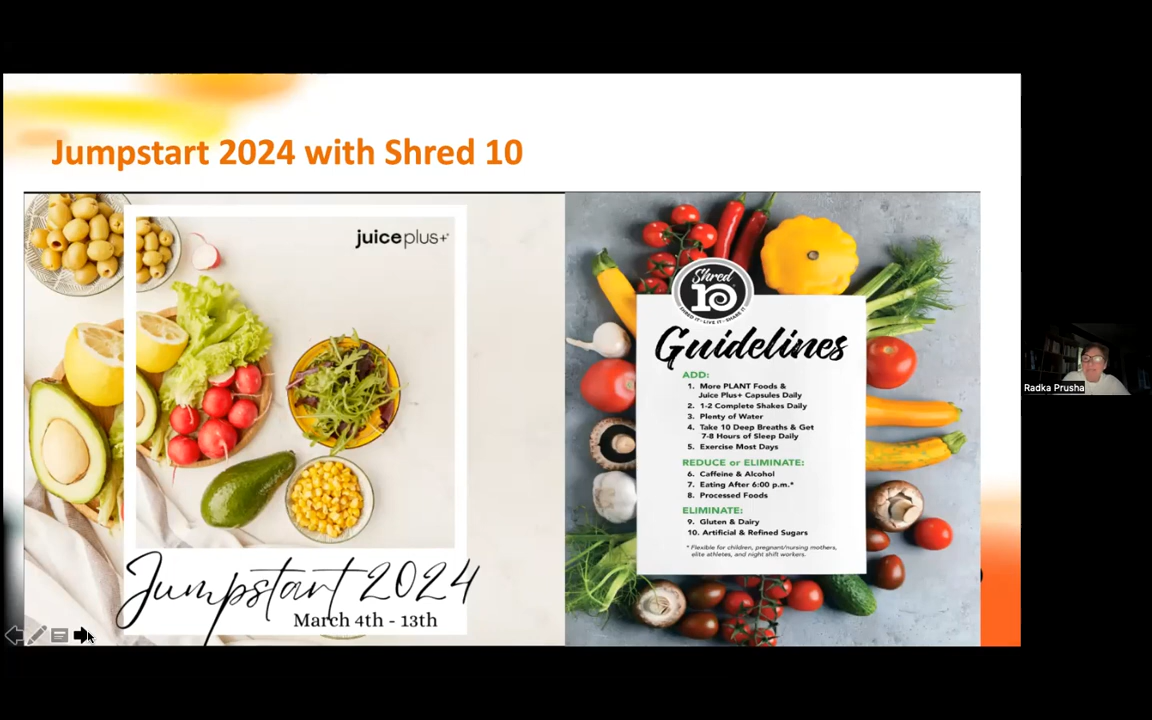 Jumpstart 2024 with Shred 10
juice plus+
Jumpstart 2024
March 4th - 13th
Shred
10
SHRED IT • LIVE IT • SHARE IT
Guidelines
ADD:
1. More PLANT Foods &
Juice Plus+ Capsules Daily
2. 1-2 Complete Shakes Daily
3. Plenty of Water
4. Take 10 Deep Breaths & Get
7-8 Hours of Sleep Daily
5. Exercise Most Days
REDUCE or ELIMINATE:
6. Caffeine & Alcohol
7. Eating After 6:00 p.m.*
8. Processed Foods
ELIMINATE:
9. Gluten & Dairy
10. Artificial & Refined Sugars
* Flexible for children, pregnant/nursing mothers,
elite athletes, and night shift workers.
Radka Prusha